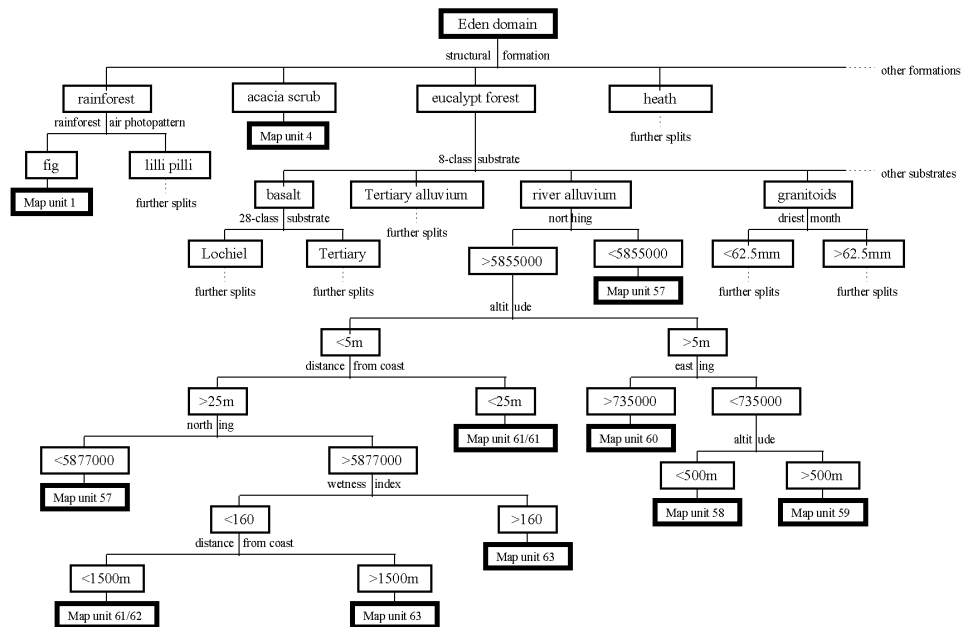 Eden domain
structural formation
other formations
rainforest
acacia scrub
eucalypt forest
heath
rainforest air photopattern
Map unit 4
further splits
fig
lilli pilli
8-class substrate
other substrates
Map unit 1
further splits
basalt
Tertiary alluvium
river alluvium
granitoids
28-class substrate
further splits
northing
driest month
Lochiel
Tertiary
>5855000
<5855000
<62.5mm
>62.5mm
further splits
further splits
Map unit 57
further splits
further splits
altitude
<5m
>5m
distance from coast
easting
>25m
<25m
>735000
<735000
northing
Map unit 61/61
Map unit 60
altitude
<5877000
>5877000
<500m
>500m
Map unit 57
wetness index
Map unit 58
Map unit 59
<160
>160
distance from coast
Map unit 63
<1500m
>1500m
Map unit 61/62
Map unit 63